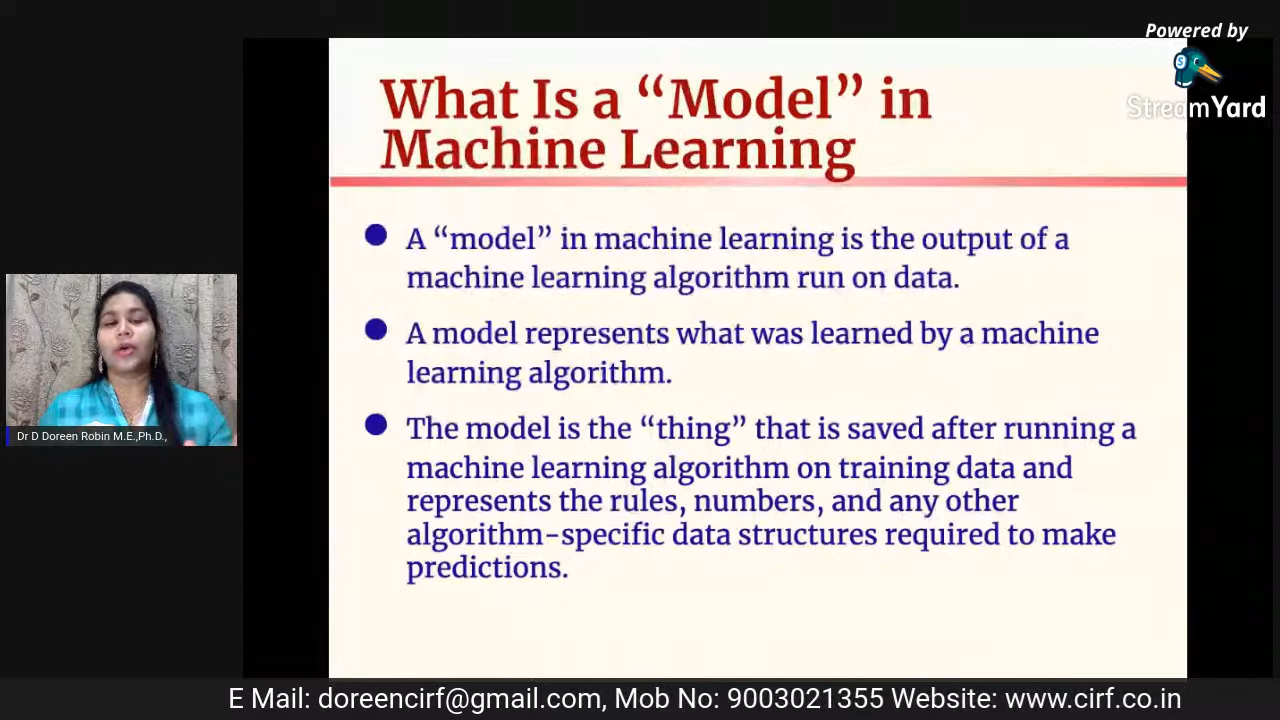 Powered by
StreamYard
What Is a “Model” in
Machine Learning
A “model” in machine learning is the output of a
machine learning algorithm run on data.
A model represents what was learned by a machine
learning algorithm.
The model is the “thing” that is saved after running a
machine learning algorithm on training data and
represents the rules, numbers, and any other
algorithm-specific data structures required to make
predictions.
Dr D Doreen Robin M.E.,Ph.D.,
E Mail: doreencirf@gmail.com, Mob No: 9003021355 Website: www.cirf.co.in